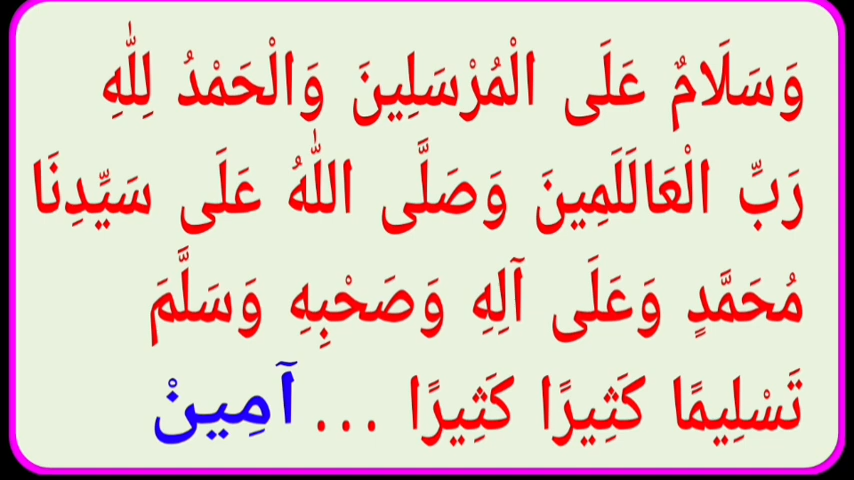 وَسَلَامٌ عَلَى الْمُرْسَلِينَ وَالْحَمْدُ لِلّٰهِ
رَبِّ الْعَالَلَمِينَ وَصَلَّى اللّٰهُ عَلَى سَيِّدِنَا
مُحَمَّدٍ وَعَلَى آلِهِ وَصَحْبِهِ وَسَلَّمَ
تَسْلِيمًا كَثِيرًا كَثِيرًا ... آمِينْ